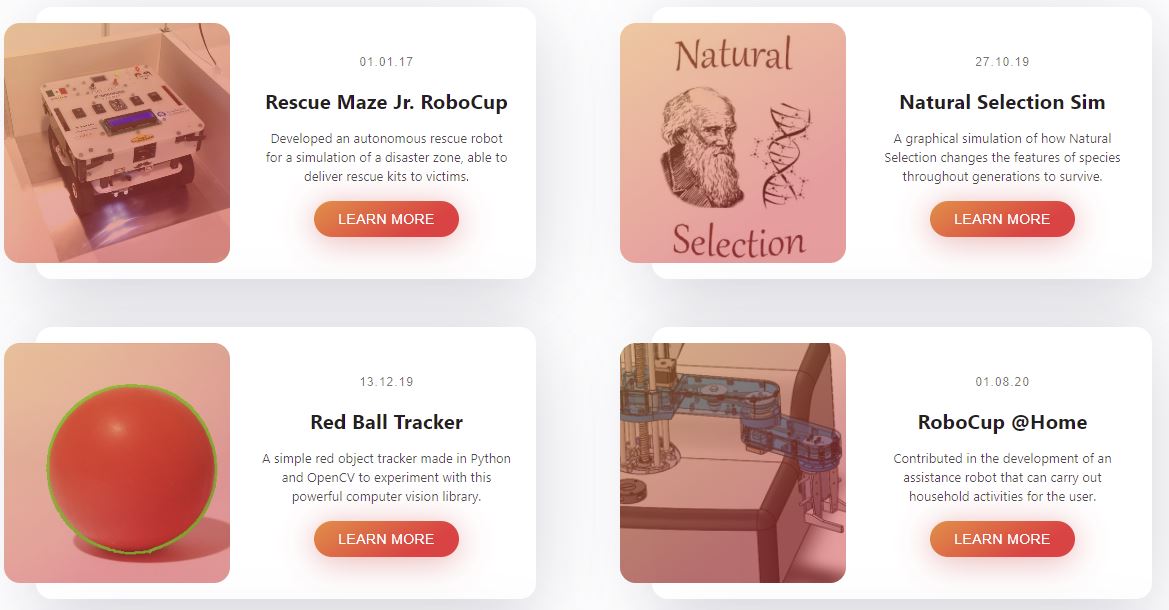 01.01.17
Rescue Maze Jr. RoboCup
Developed an autonomous rescue robot
for a simulation of a disaster zone, able to
deliver rescue kits to victims.
LEARN MORE
Natural
Selection
27.10.19
Natural Selection Sim
A graphical simulation of how Natural
Selection changes the features of species
throughout generations to survive.
LEARN MORE
13.12.19
Red Ball Tracker
A simple red object tracker made in Python
and OpenCV to experiment with this
powerful computer vision library.
LEARN MORE
01.08.20
RoboCup @Home
Contributed in the development of an
assistance robot that can carry out
household activities for the user.
LEARN MORE